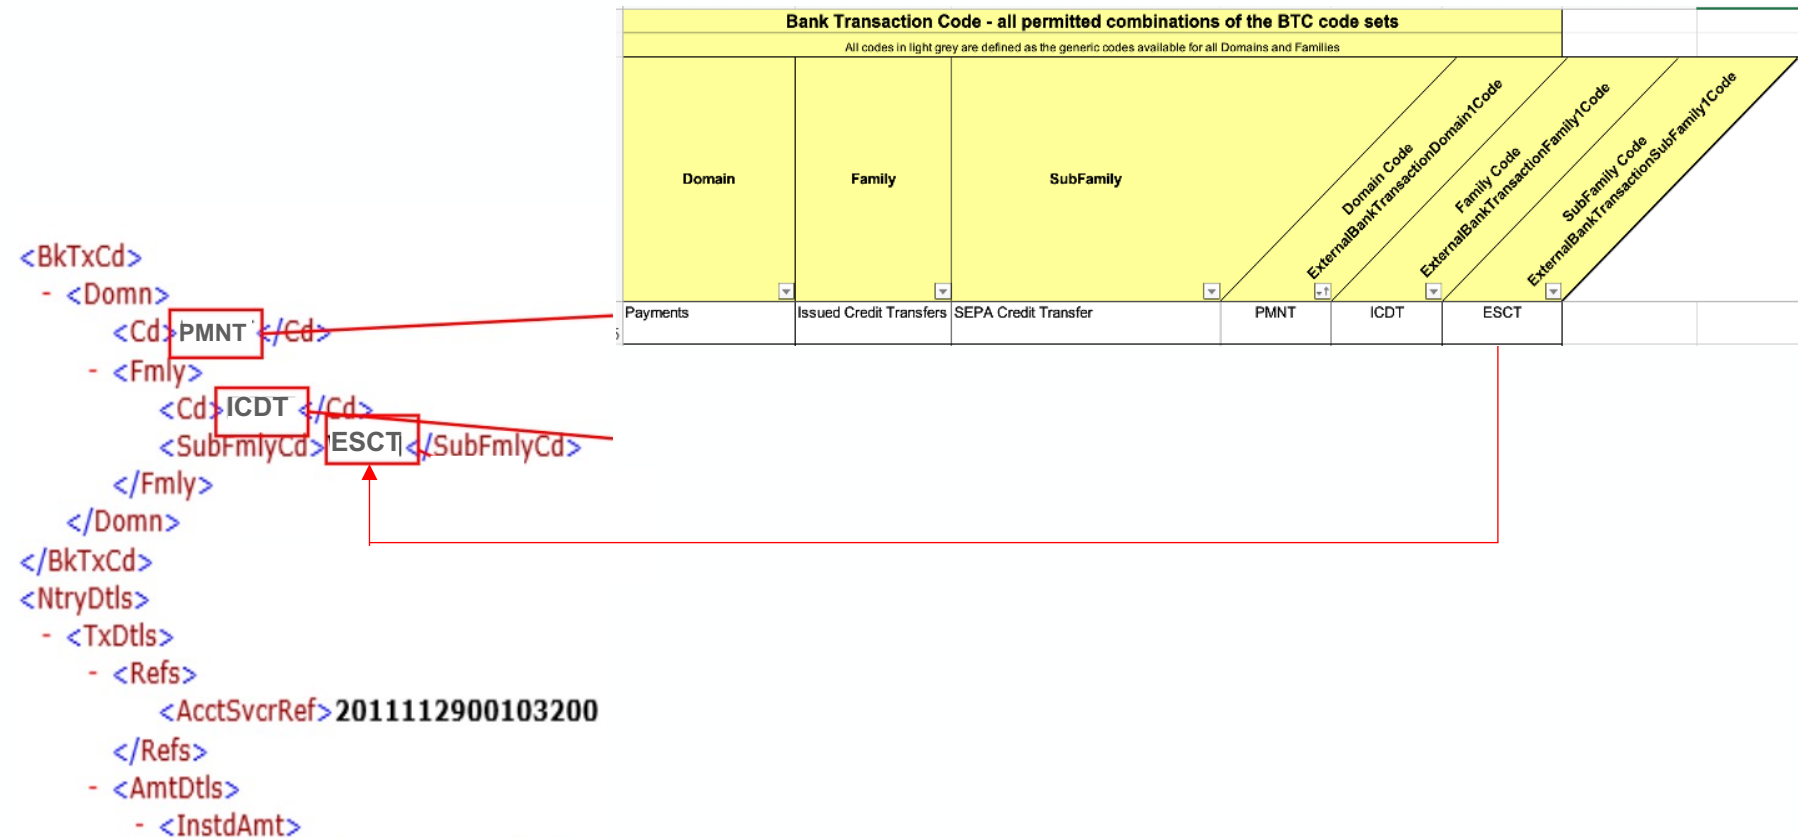 Bank Transaction Code - all permitted combinations of the BTC code sets
All codes in light grey are defined as the generic codes available for all Domains and Families
Domain
Family
SubFamily
Domain Code
ExternalBankTransactionDomain1Code
Family Code
ExternalBankTransactionFamily1Code
SubFamily Code
ExternalBankTransactionSubFamily1Code
Payments Issued Credit Transfers SEPA Credit Transfer PMNT ICDT ESCT
<BkTxCd>
- <Domn>
<Cd>PMNT</Cd>
- <Fmly>
<Cd>ICDT</Cd>
<SubFmlyCd>ESCT</SubFmlyCd>
</Fmly>
</Domn>
</BkTxCd>
<NtryDtls>
- <TxDtls>
- <Refs>
<AcctSvcrRef>2011112900103200
</Refs>
- <AmtDtls>
- <InstdAmt>